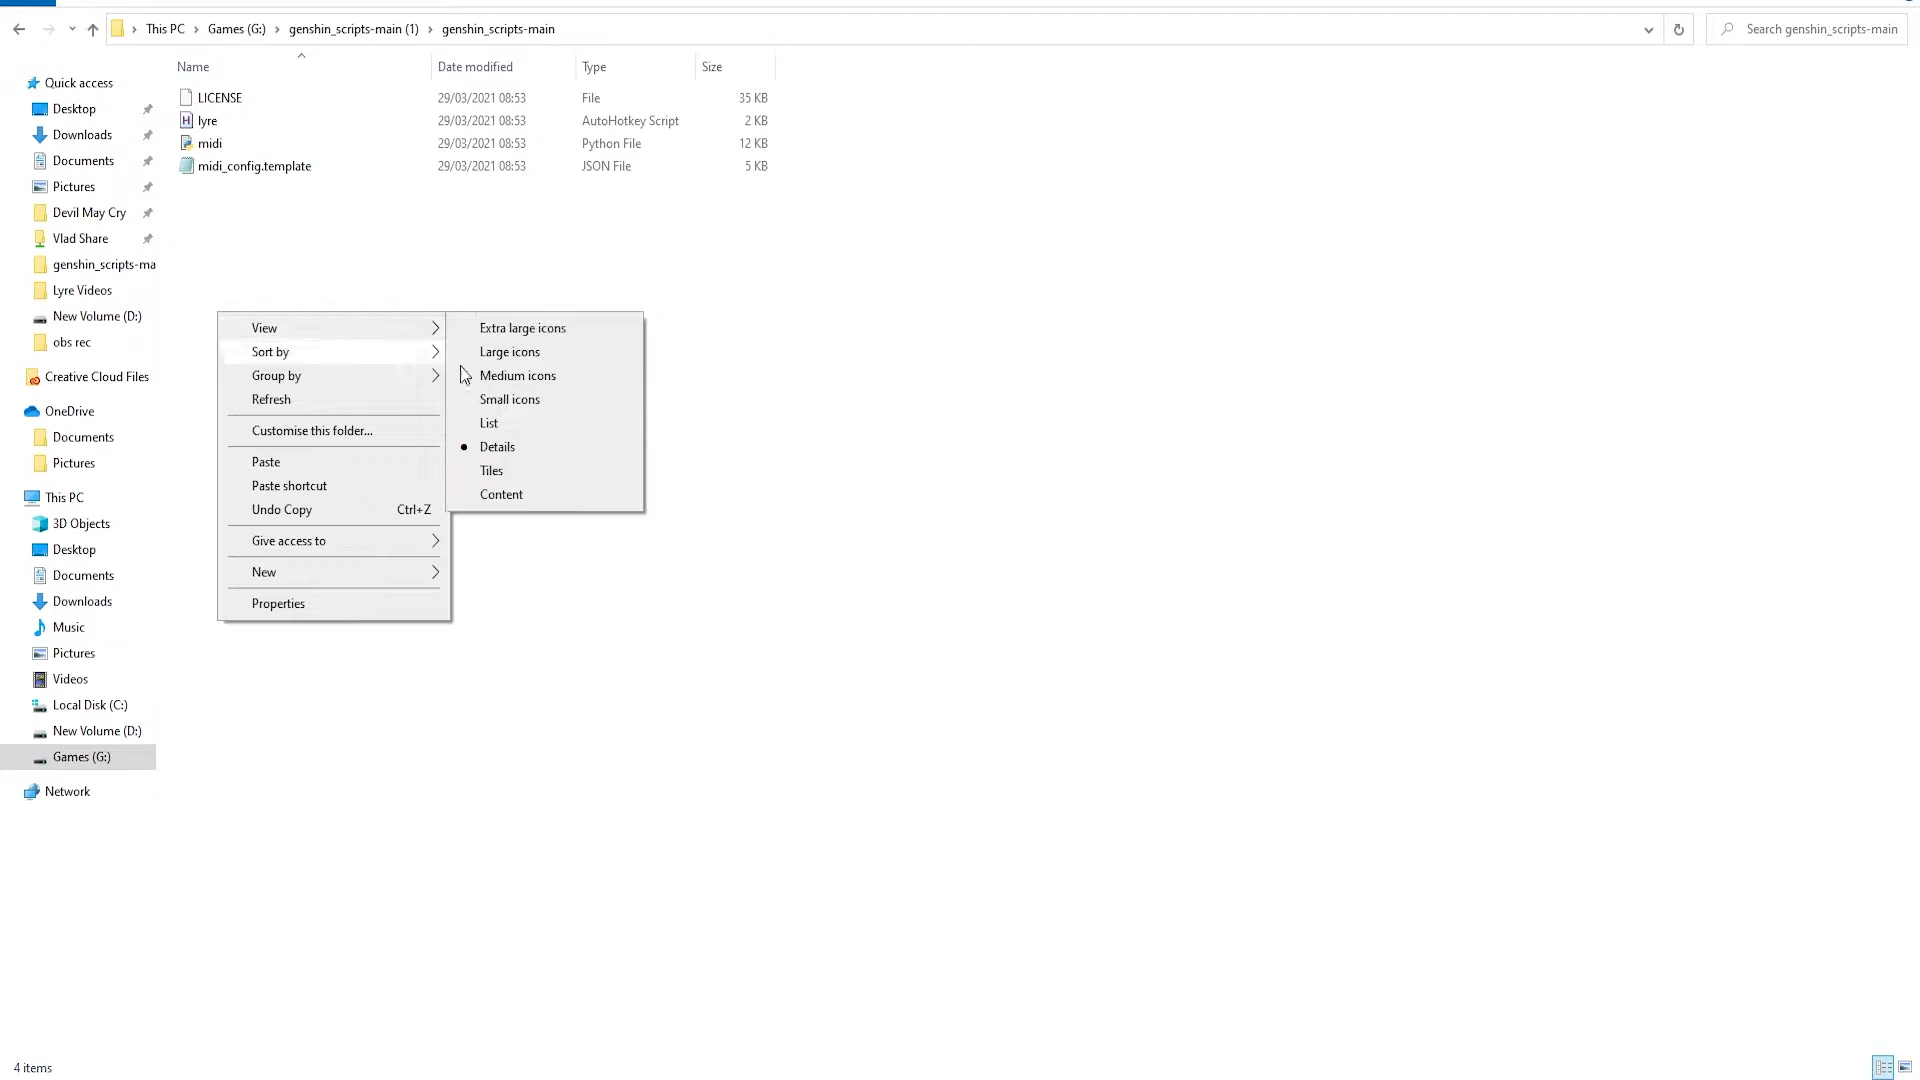 This PC
Games (G:)
genshin_scripts-main (1)
genshin_scripts-main
Search genshin_scripts-main
Name
Date modified
Type
Size
LICENSE 29/03/2021 08:53 File 35 KB
lyre 29/03/2021 08:53 AutoHotkey Script 2 KB
midi 29/03/2021 08:53 Python File 12 KB
midi_config.template 29/03/2021 08:53 JSON File 5 KB
Quick access
Desktop
Downloads
Documents
Pictures
Devil May Cry
Vlad Share
genshin_scripts-ma
Lyre Videos
New Volume (D:)
obs rec
Creative Cloud Files
OneDrive
Documents
Pictures
This PC
3D Objects
Desktop
Documents
Downloads
Music
Pictures
Videos
Local Disk (C:)
New Volume (D:)
Games (G:)
Network
View
Sort by
Group by
Refresh
Customise this folder...
Paste
Paste shortcut
Undo Copy Ctrl+Z
Give access to
New
Properties
Extra large icons
Large icons
Medium icons
Small icons
List
Details
Tiles
Content
4 items